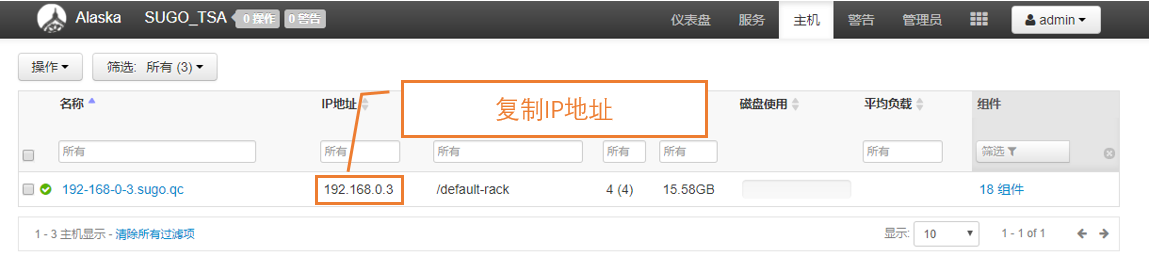 Alaska SUGO_TSA 0 操作 0 警告 仪表盘 服务 主机 警告 管理员 admin
操作 筛选: 所有 (3)
复制IP地址
名称 IP地址 磁盘使用 平均负载 组件
所有 所有 所有 所有 所有 所有 筛选
192-168-0-3.sugo.qc 192.168.0.3 /default-rack 4 (4) 15.58GB 18 组件
1 - 3 主机显示 - 清除所有过滤项 显示: 10 1 - 1 of 1